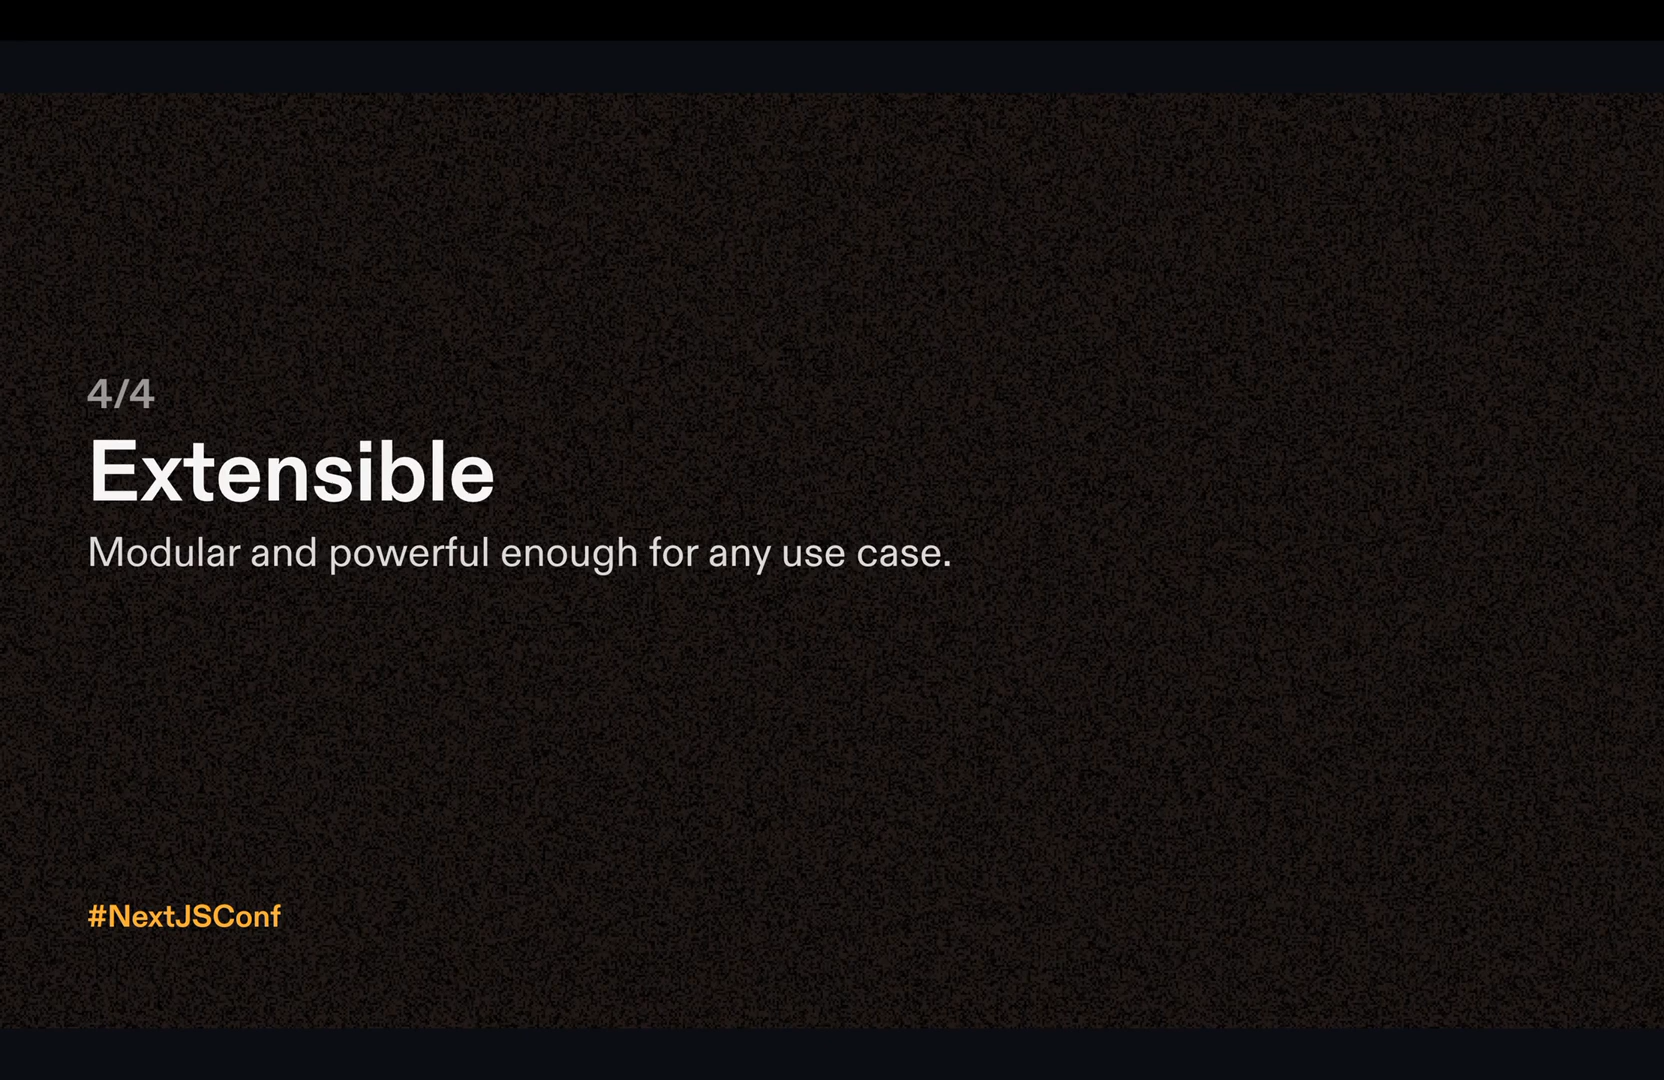 4/4
Extensible
Modular and powerful enough for any use case.
#NextJSConf